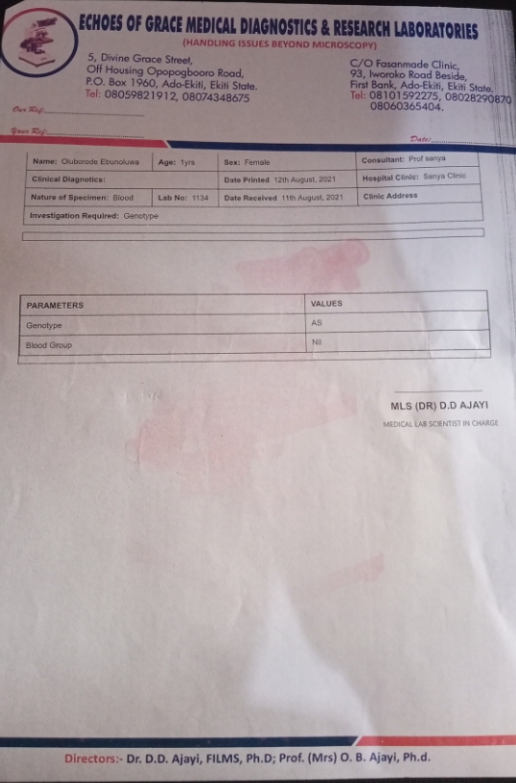 ECHOES OF GRACE MEDICAL DIAGNOSTICS & RESEARCH LABORATORIES
(HANDLING ISSUES BEYOND MICROSCOPY)
5, Divine Grace Street,
Off Housing Opopogbooro Road,
P.O. Box 1960, Ado-Ekiti, Ekiti State.
Tel: 08059821912, 08074348675
C/O Fasanmade Clinic,
93, Iworoko Road Beside,
First Bank, Ado-Ekiti, Ekiti State.
Tel: 08101592275, 08028290870
08060365404.
Our Ref:
Your Ref:
Date:
Name: Oluborode Ebunoluwa Age: 1yrs Sex: Female Consultant: Prof sanya
Clinical Diagnostics: Date Printed 12th August, 2021 Hospital Clinic: Sanya Clinic
Nature of Specimen: Blood Lab No: 1134 Date Received 11th August, 2021 Clinic Address
Investigation Required: Genotype
PARAMETERS VALUES
Genotype AS
Blood Group Nil
MLS (DR) D.D AJAYI
MEDICAL LAB SCIENTIST IN CHARGE
Directors:- Dr. D.D. Ajayi, FILMS, Ph.D; Prof. (Mrs) O. B. Ajayi, Ph.d.